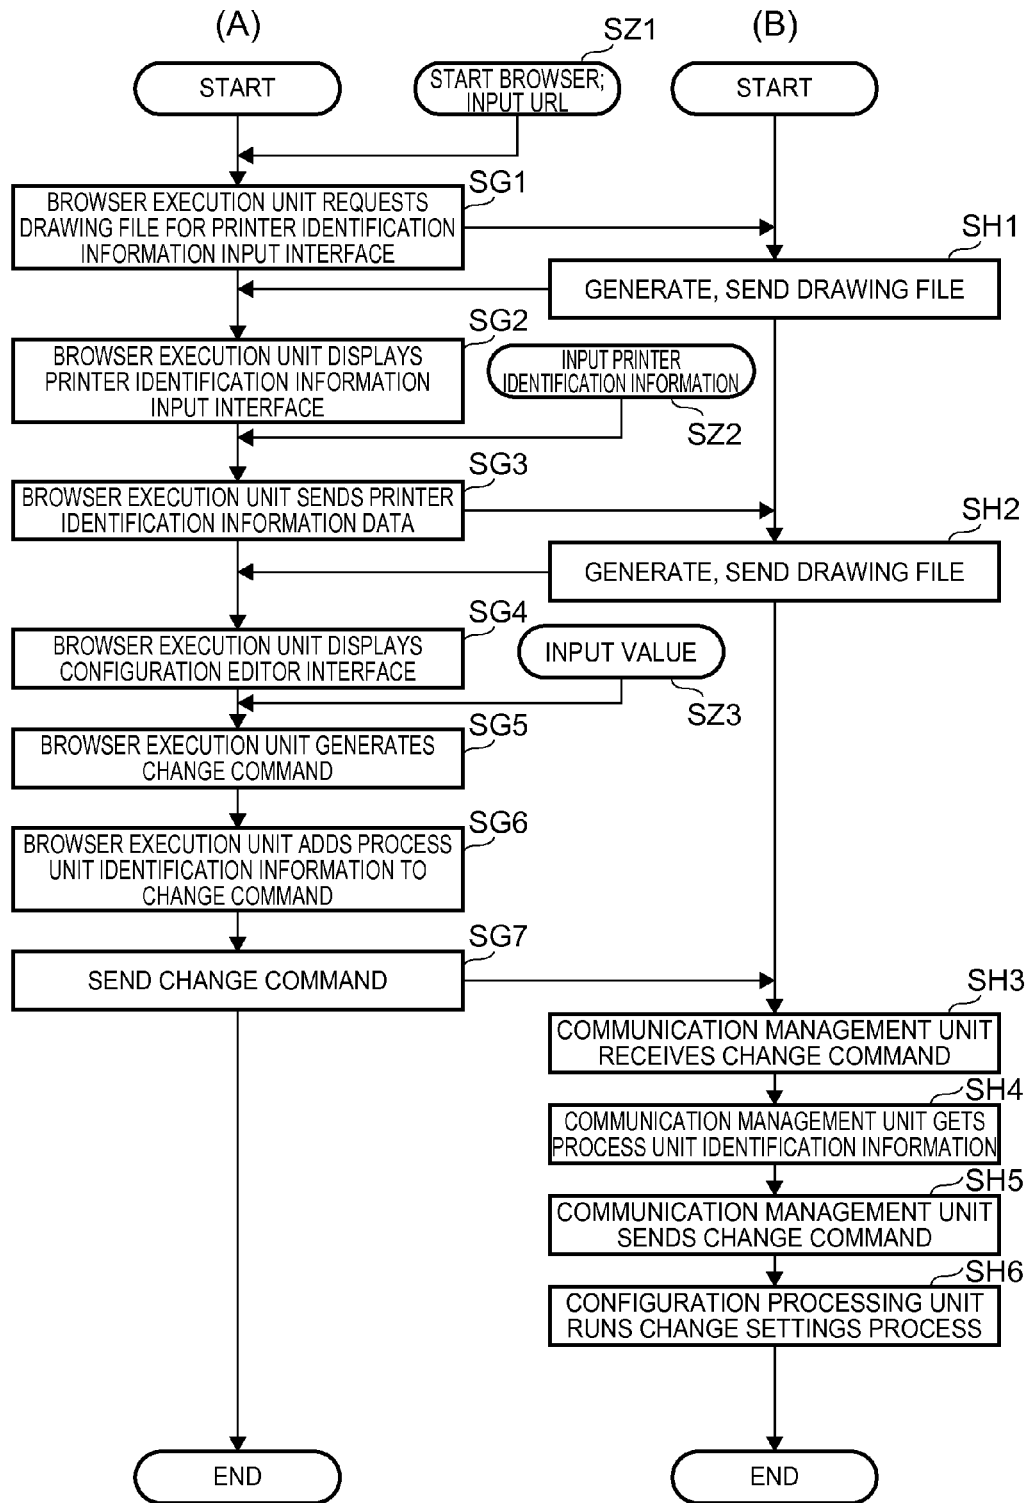 (A)
(B)
SZ1
START
START BROWSER;
INPUT URL
START
SG1
BROWSER EXECUTION UNIT REQUESTS
DRAWING FILE FOR PRINTER IDENTIFICATION
INFORMATION INPUT INTERFACE
SH1
GENERATE, SEND DRAWING FILE
SG2
BROWSER EXECUTION UNIT DISPLAYS
PRINTER IDENTIFICATION INFORMATION
INPUT INTERFACE
INPUT PRINTER
IDENTIFICATION INFORMATION
SZ2
SG3
BROWSER EXECUTION UNIT SENDS PRINTER
IDENTIFICATION INFORMATION DATA
SH2
GENERATE, SEND DRAWING FILE
SG4
BROWSER EXECUTION UNIT DISPLAYS
CONFIGURATION EDITOR INTERFACE
INPUT VALUE
SZ3
SG5
BROWSER EXECUTION UNIT GENERATES
CHANGE COMMAND
SG6
BROWSER EXECUTION UNIT ADDS PROCESS
UNIT IDENTIFICATION INFORMATION TO
CHANGE COMMAND
SG7
SEND CHANGE COMMAND
SH3
COMMUNICATION MANAGEMENT UNIT
RECEIVES CHANGE COMMAND
SH4
COMMUNICATION MANAGEMENT UNIT GETS
PROCESS UNIT IDENTIFICATION INFORMATION
SH5
COMMUNICATION MANAGEMENT UNIT
SENDS CHANGE COMMAND
SH6
CONFIGURATION PROCESSING UNIT
RUNS CHANGE SETTINGS PROCESS
END
END